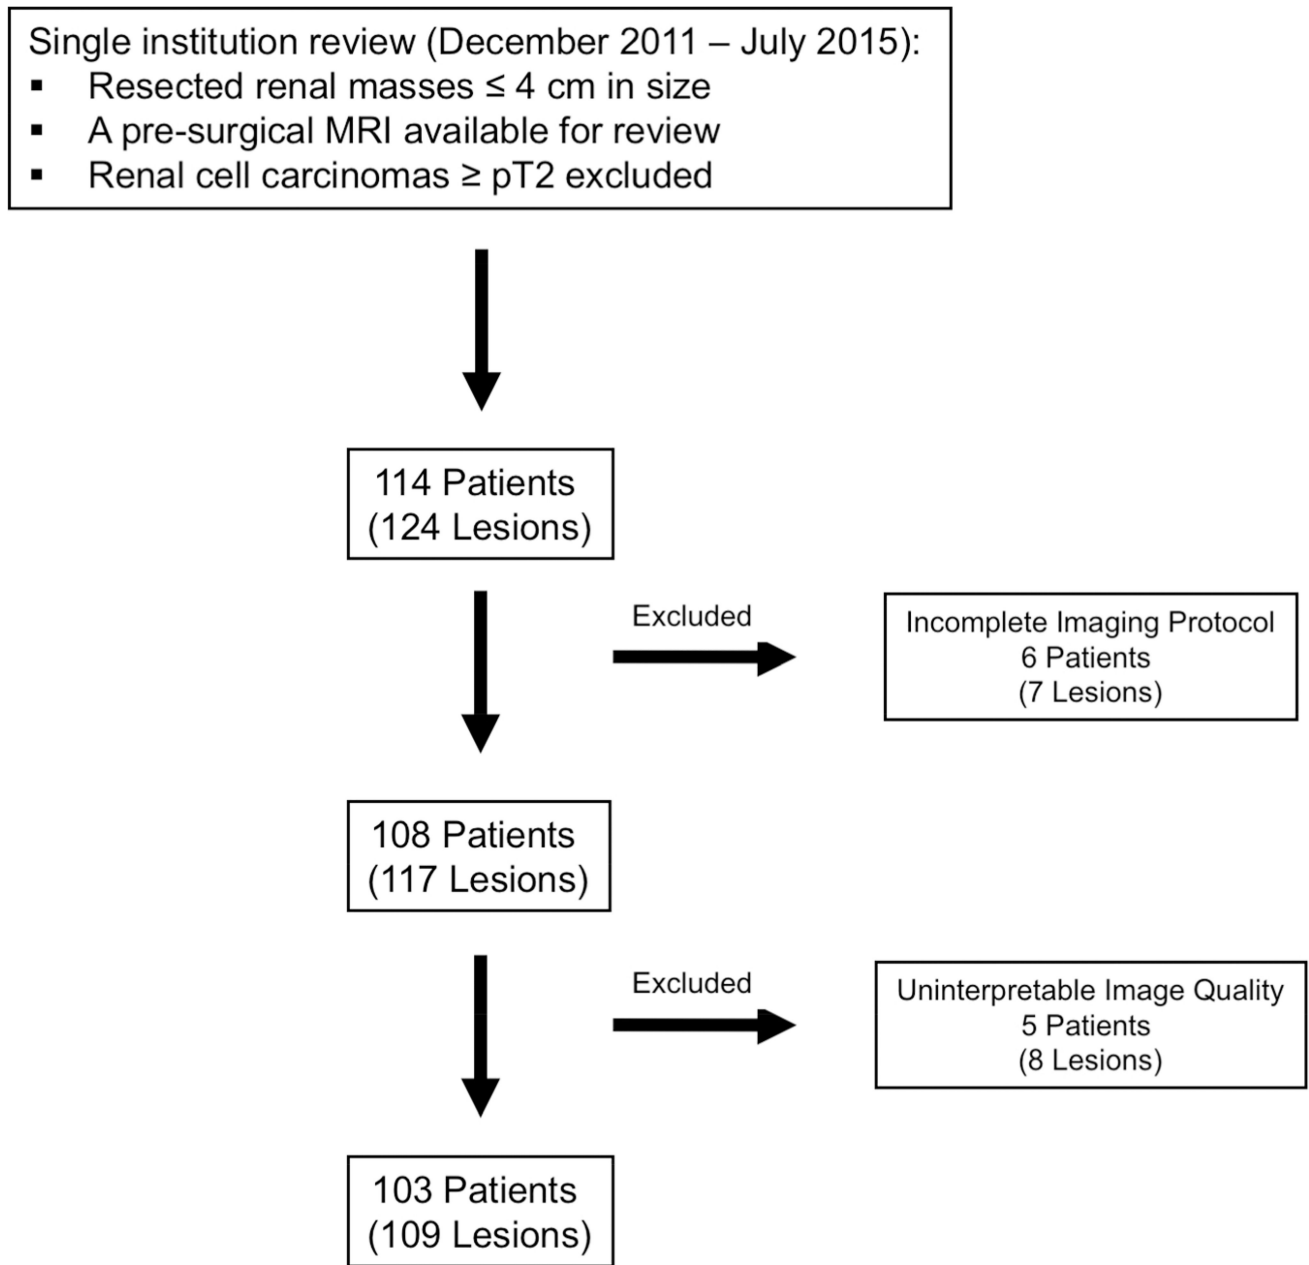 Single institution review (December 2011 – July 2015):
▪ Resected renal masses ≤ 4 cm in size
▪ A pre-surgical MRI available for review
▪ Renal cell carcinomas ≥ pT2 excluded
114 Patients
(124 Lesions)
Excluded
Incomplete Imaging Protocol
6 Patients
(7 Lesions)
108 Patients
(117 Lesions)
Excluded
Uninterpretable Image Quality
5 Patients
(8 Lesions)
103 Patients
(109 Lesions)